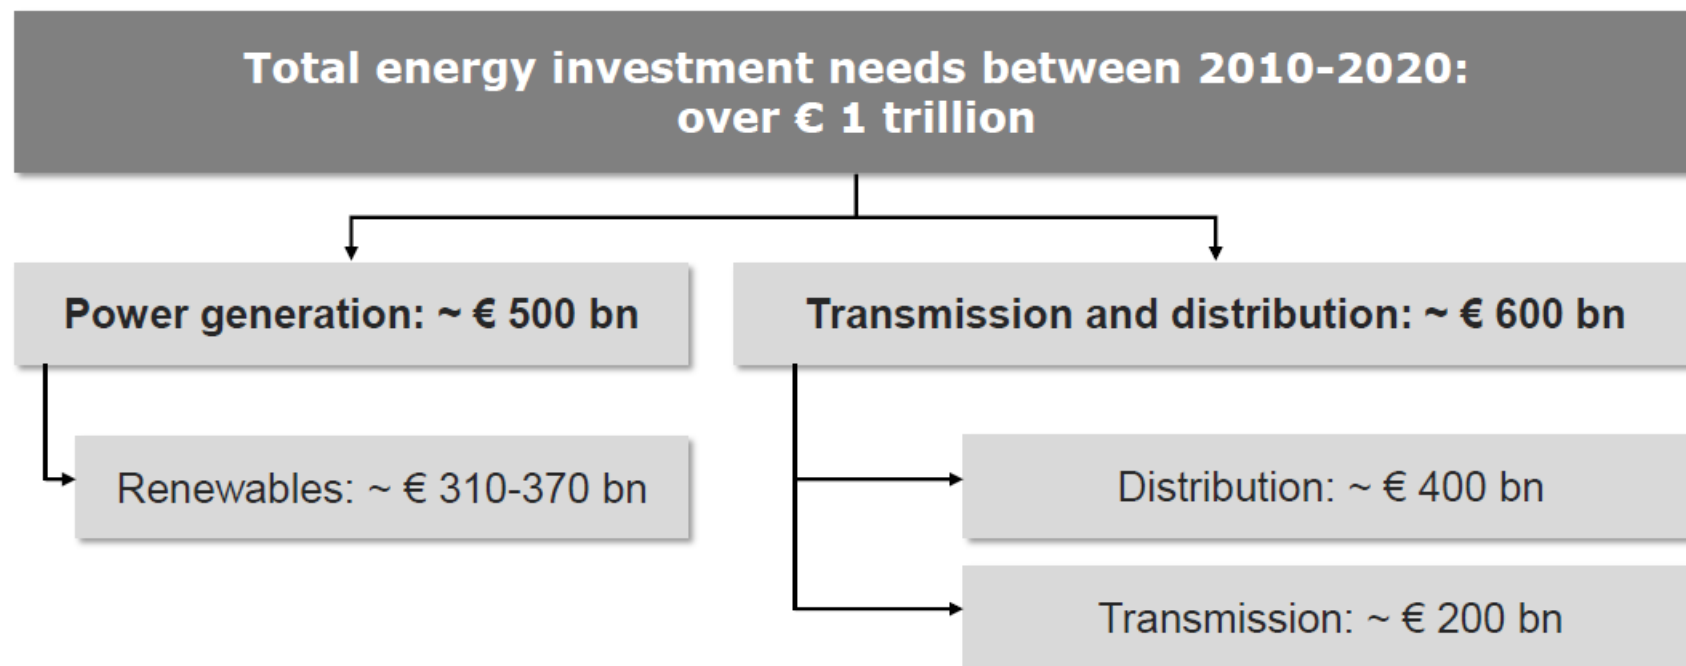 Total energy investment needs between 2010-2020:
over € 1 trillion
Power generation: ~ € 500 bn
Transmission and distribution: ~ € 600 bn
Renewables: ~ € 310-370 bn
Distribution: ~ € 400 bn
Transmission: ~ € 200 bn